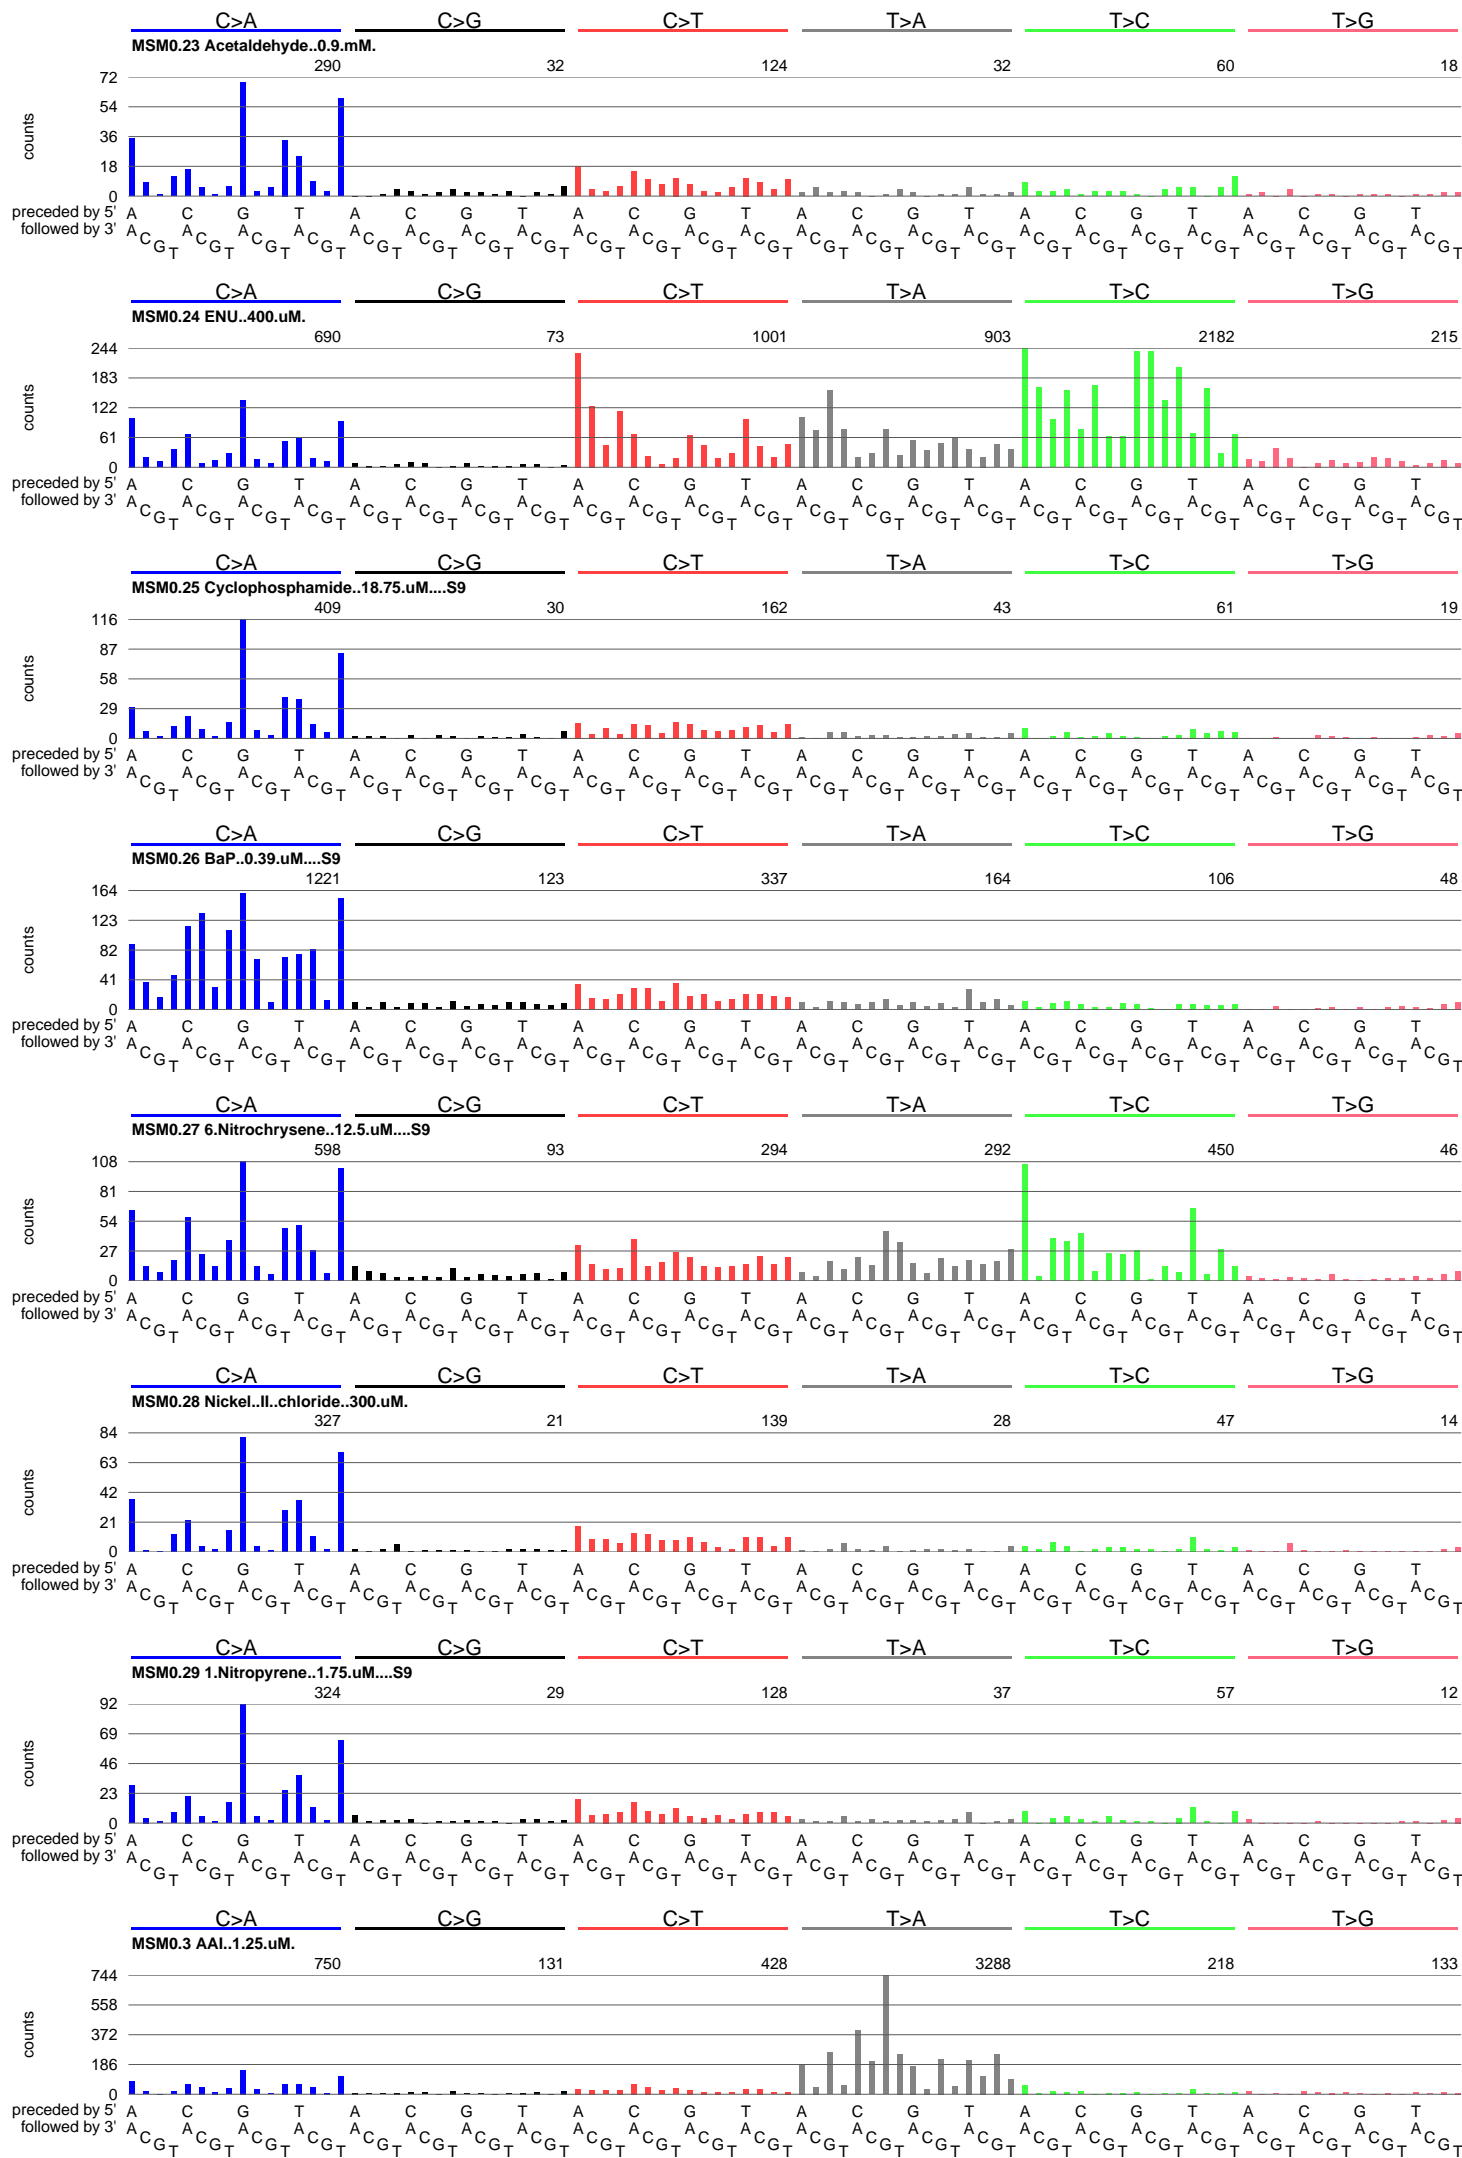 C>A C>G C>T T>A T>C T>G
MSM0.23 Acetaldehyde..0.9.mM.
290 32 124 32 60 18
72
54
36
18
0
counts
preceded by 5' A C G T A C G T A C G T A C G T A C G T A C G T
followed by 3' A C G T A C G T A C G T A C G T A C G T A C G T A C G T A C G T A C G T A C G T A C G T A C G T A C G T A C G T A C G T A C G T A C G T A C G T A C G T A C G T A C G T A C G T A C G T A C G T
C>A C>G C>T T>A T>C T>G
MSM0.24 ENU..400.uM.
690 73 1001 903 2182 215
244
183
122
61
0
counts
preceded by 5' A C G T A C G T A C G T A C G T A C G T A C G T
followed by 3' A C G T A C G T A C G T A C G T A C G T A C G T A C G T A C G T A C G T A C G T A C G T A C G T A C G T A C G T A C G T A C G T A C G T A C G T A C G T A C G T A C G T A C G T A C G T A C G T
C>A C>G C>T T>A T>C T>G
MSM0.25 Cyclophosphamide..18.75.uM....S9
409 30 162 43 61 19
116
87
58
29
0
counts
preceded by 5' A C G T A C G T A C G T A C G T A C G T A C G T
followed by 3' A C G T A C G T A C G T A C G T A C G T A C G T A C G T A C G T A C G T A C G T A C G T A C G T A C G T A C G T A C G T A C G T A C G T A C G T A C G T A C G T A C G T A C G T A C G T A C G T
C>A C>G C>T T>A T>C T>G
MSM0.26 BaP..0.39.uM....S9
1221 123 337 164 106 48
164
123
82
41
0
counts
preceded by 5' A C G T A C G T A C G T A C G T A C G T A C G T
followed by 3' A C G T A C G T A C G T A C G T A C G T A C G T A C G T A C G T A C G T A C G T A C G T A C G T A C G T A C G T A C G T A C G T A C G T A C G T A C G T A C G T A C G T A C G T A C G T A C G T
C>A C>G C>T T>A T>C T>G
MSM0.27 6.Nitrochrysene..12.5.uM....S9
598 93 294 292 450 46
108
81
54
27
0
counts
preceded by 5' A C G T A C G T A C G T A C G T A C G T A C G T
followed by 3' A C G T A C G T A C G T A C G T A C G T A C G T A C G T A C G T A C G T A C G T A C G T A C G T A C G T A C G T A C G T A C G T A C G T A C G T A C G T A C G T A C G T A C G T A C G T A C G T
C>A C>G C>T T>A T>C T>G
MSM0.28 Nickel..II..chloride..300.uM.
327 21 139 28 47 14
84
63
42
21
0
counts
preceded by 5' A C G T A C G T A C G T A C G T A C G T A C G T
followed by 3' A C G T A C G T A C G T A C G T A C G T A C G T A C G T A C G T A C G T A C G T A C G T A C G T A C G T A C G T A C G T A C G T A C G T A C G T A C G T A C G T A C G T A C G T A C G T A C G T
C>A C>G C>T T>A T>C T>G
MSM0.29 1.Nitropyrene..1.75.uM....S9
324 29 128 37 57 12
92
69
46
23
0
counts
preceded by 5' A C G T A C G T A C G T A C G T A C G T A C G T
followed by 3' A C G T A C G T A C G T A C G T A C G T A C G T A C G T A C G T A C G T A C G T A C G T A C G T A C G T A C G T A C G T A C G T A C G T A C G T A C G T A C G T A C G T A C G T A C G T A C G T
C>A C>G C>T T>A T>C T>G
MSM0.3 AAI..1.25.uM.
750 131 428 3288 218 133
744
558
372
186
0
counts
preceded by 5' A C G T A C G T A C G T A C G T A C G T A C G T
followed by 3' A C G T A C G T A C G T A C G T A C G T A C G T A C G T A C G T A C G T A C G T A C G T A C G T A C G T A C G T A C G T A C G T A C G T A C G T A C G T A C G T A C G T A C G T A C G T A C G T